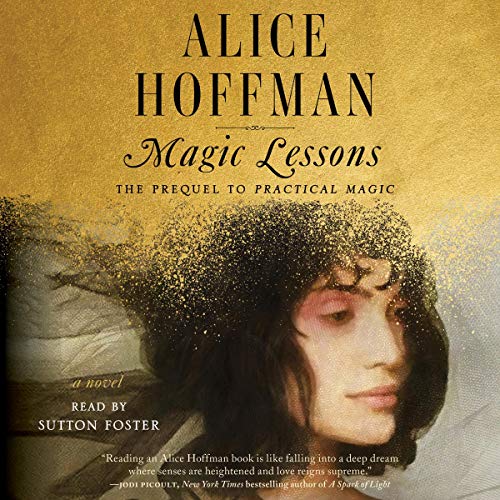 ALICE
HOFFMAN
Magic Lessons
THE PREQUEL TO PRACTICAL MAGIC
a novel
READ BY
SUTTON FOSTER
"Reading an Alice Hoffman book is like falling into a deep dream
where senses are heightened and love reigns supreme."
—JODI PICOULT, New York Times bestselling author of A Spark of Light